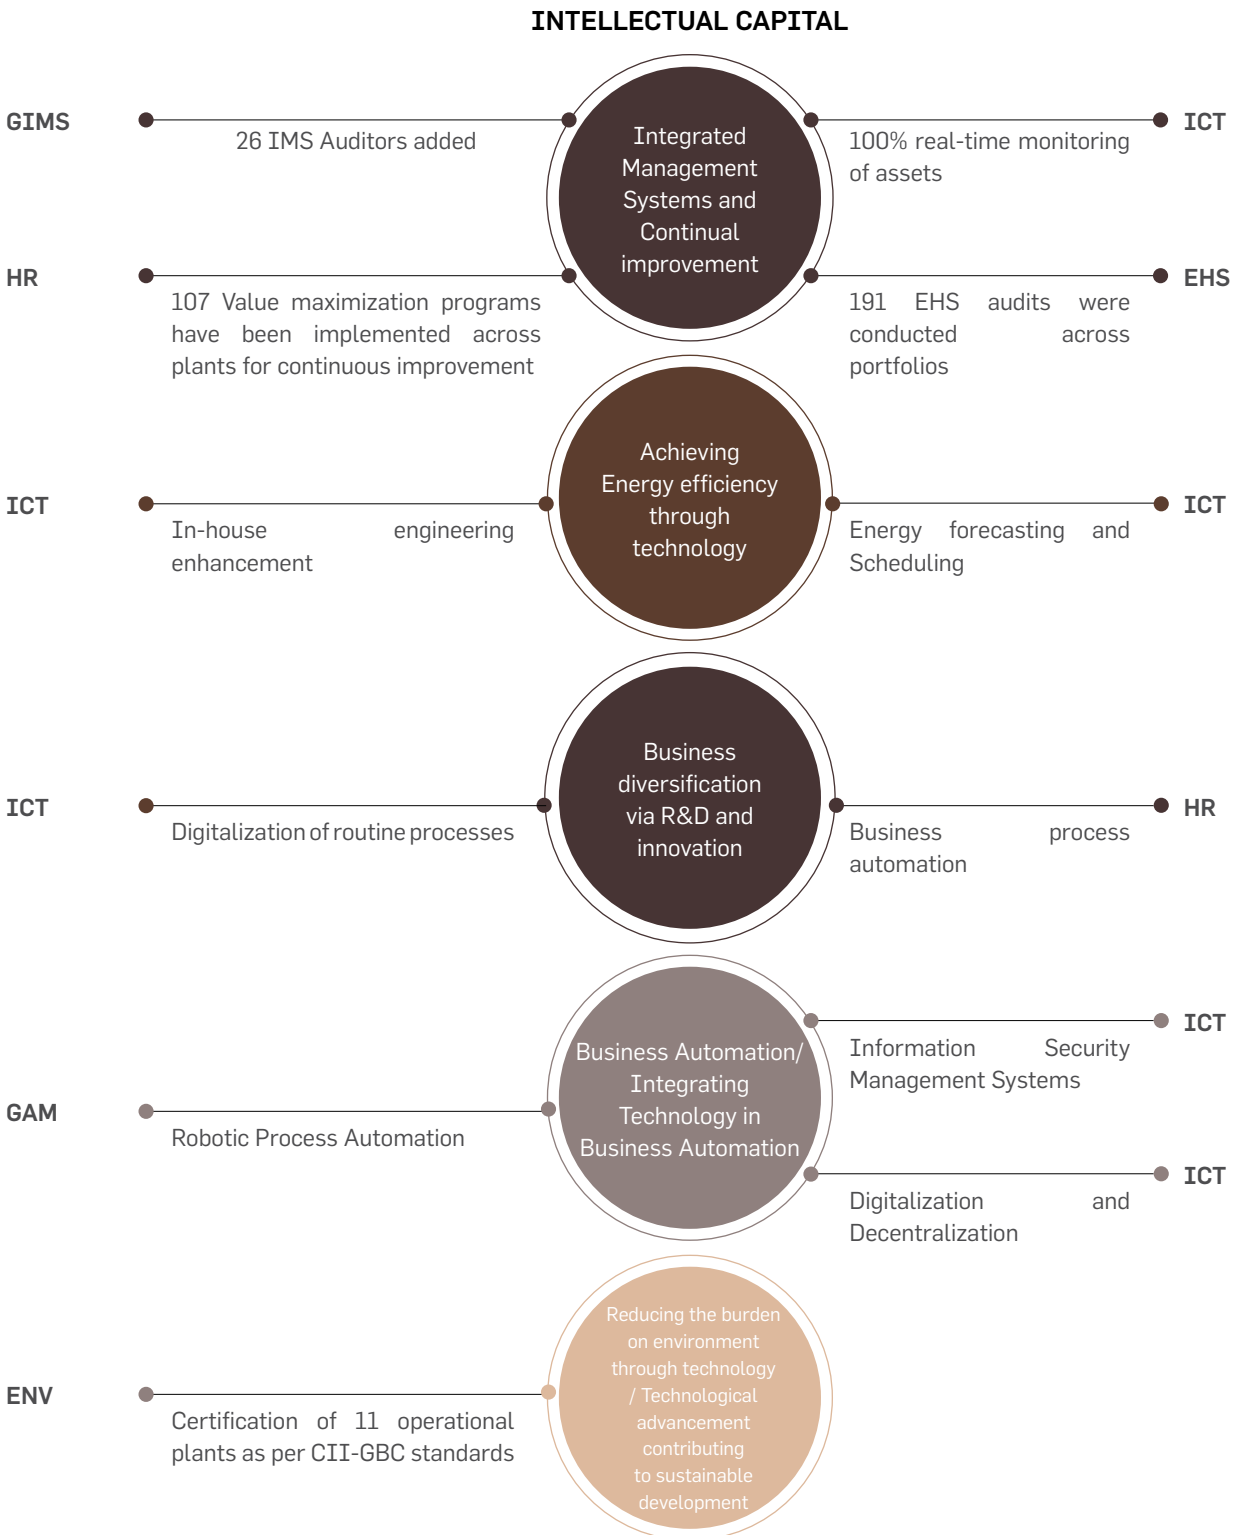 INTELLECTUAL CAPITAL
GIMS
26 IMS Auditors added
Integrated
Management
Systems and
Continual
improvement
100% real-time monitoring
of assets
ICT
HR
107 Value maximization programs
have been implemented across
plants for continuous improvement
191 EHS audits were
conducted across
portfolios
EHS
ICT
In-house engineering
enhancement
Achieving
Energy efficiency
through
technology
Energy forecasting and
Scheduling
ICT
ICT
Digitalization of routine processes
Business
diversification
via R&D and
innovation
Business process
automation
HR
GAM
Robotic Process Automation
Business Automation/
Integrating
Technology in
Business Automation
Information Security
Management Systems
ICT
Digitalization and
Decentralization
ICT
ENV
Certification of 11 operational
plants as per CII-GBC standards
Reducing the burden
on environment
through technology
/ Technological
advancement
contributing
to sustainable
development